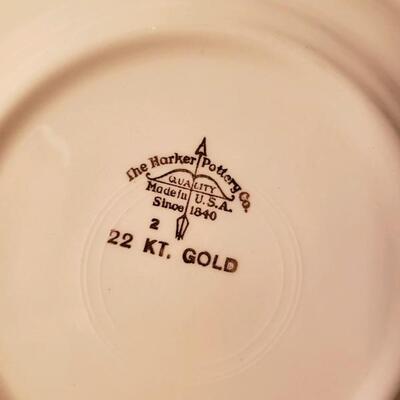 The Harker Pottery Co.
QUALITY
Made in U.S.A.
Since 1840
2
22 KT. GOLD